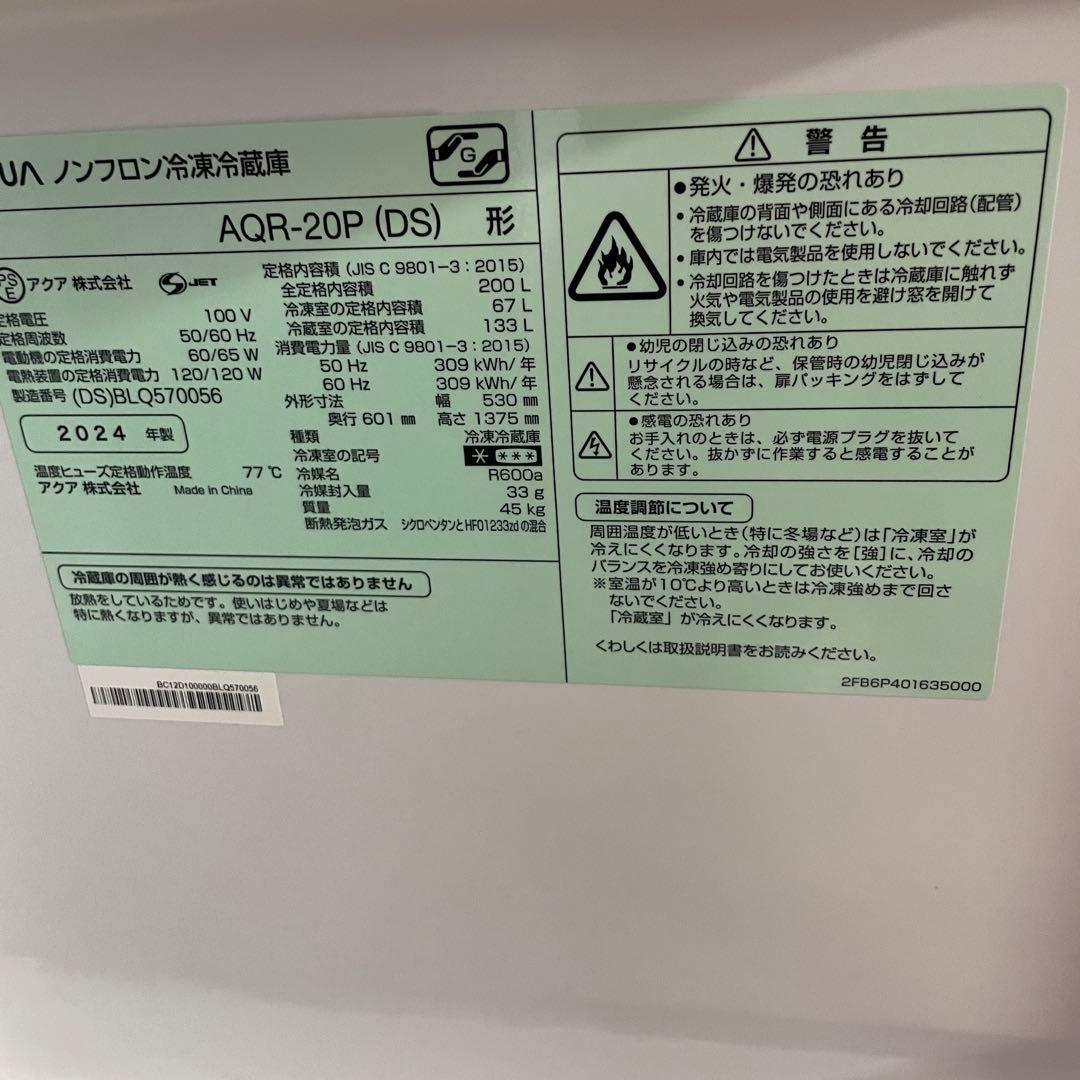 UA ノンフロン冷凍冷蔵庫
G
AQR-20P (DS) 形
PS
E
アクア 株式会社
S JET
定格電圧 100 V
定格周波数 50/60 Hz
電動機の定格消費電力 60/65 W
電熱装置の定格消費電力 120/120 W
製造番号 (DS)BLQ570056
2024 年製
温度ヒューズ定格動作温度 77 ℃
アクア 株式会社 Made in China
定格内容積 (JIS C 9801-3 : 2015)
全定格内容積 200 L
冷凍室の定格内容積 67 L
冷蔵室の定格内容積 133 L
消費電力量 (JIS C 9801-3 : 2015)
50 Hz 309 kWh/年
60 Hz 309 kWh/年
外形寸法 幅 530 ㎜
奥行 601 ㎜ 高さ 1375 ㎜
種類 冷凍冷蔵庫
冷凍室の記号 * ***
冷媒名 R600a
冷媒封入量 33 g
質量 45 kg
断熱発泡ガス シクロペンタンとHFO1233zdの混合
冷蔵庫の周囲が熱く感じるのは異常ではありません
放熱をしているためです。使いはじめや夏場などは
特に熱くなりますが、異常ではありません。
BC12D100000BLQ570056
警告
●発火・爆発の恐れあり
・冷蔵庫の背面や側面にある冷却回路(配管)
を傷つけないでください。
・庫内では電気製品を使用しないでください。
・冷却回路を傷つけたときは冷蔵庫に触れず
火気や電気製品の使用を避け窓を開けて
換気してください。
●幼児の閉じ込みの恐れあり
リサイクルの時など、保管時の幼児閉じ込みが
懸念される場合は、扉パッキングをはずして
ください。
●感電の恐れあり
お手入れのときは、必ず電源プラグを抜いて
ください。抜かずに作業すると感電することが
あります。
温度調節について
周囲温度が低いとき(特に冬場など)は「冷凍室」が
冷えにくくなります。冷却の強さを[強]に、冷却の
バランスを冷凍強め寄りにしてお使いください。
※室温が10℃より高いときは冷凍強めまで回さ
ないでください。
「冷蔵室」が冷えにくくなります。
くわしくは取扱説明書をお読みください。
2FB6P401635000